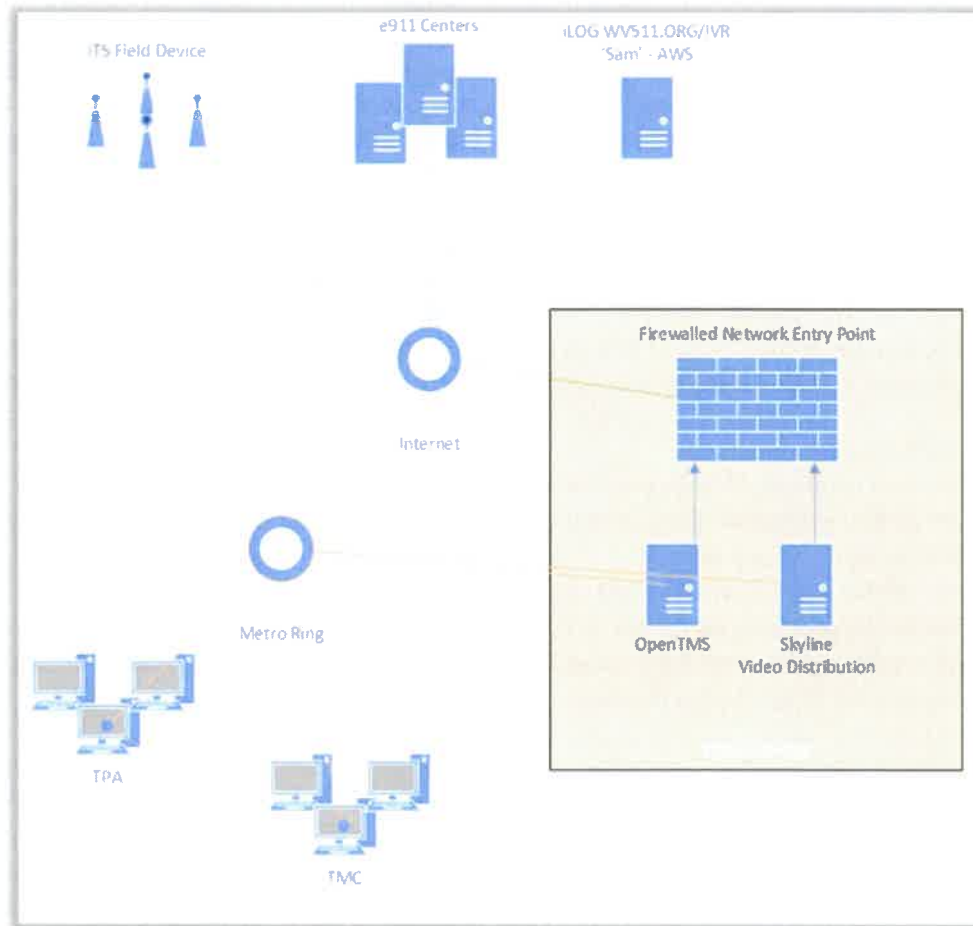 ITS Field Device
e911 Centers
iLOG WV511.ORG/IVR
'Sam' - AWS
Firewalled Network Entry Point
Internet
Metro Ring
OpenTMS
Skyline
Video Distribution
TPA
TMC